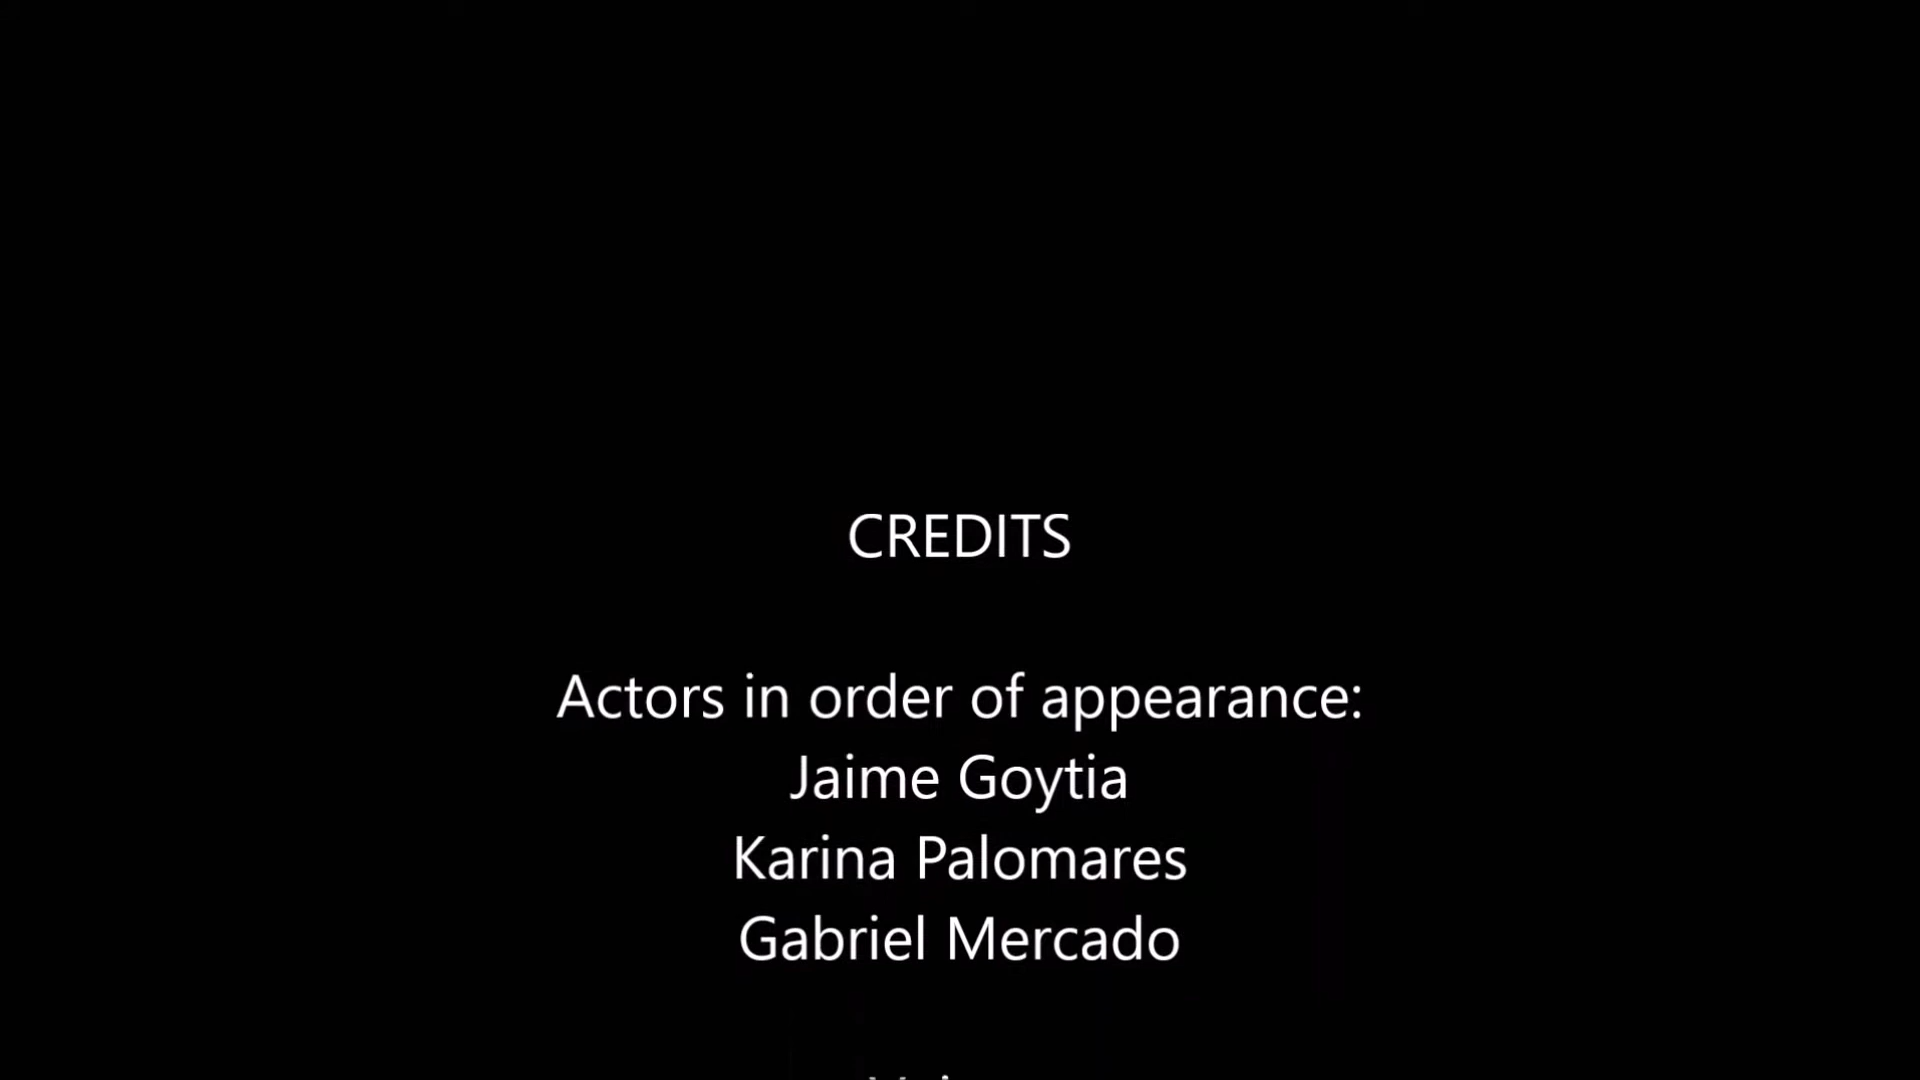 CREDITS
Actors in order of appearance:
Jaime Goytia
Karina Palomares
Gabriel Mercado